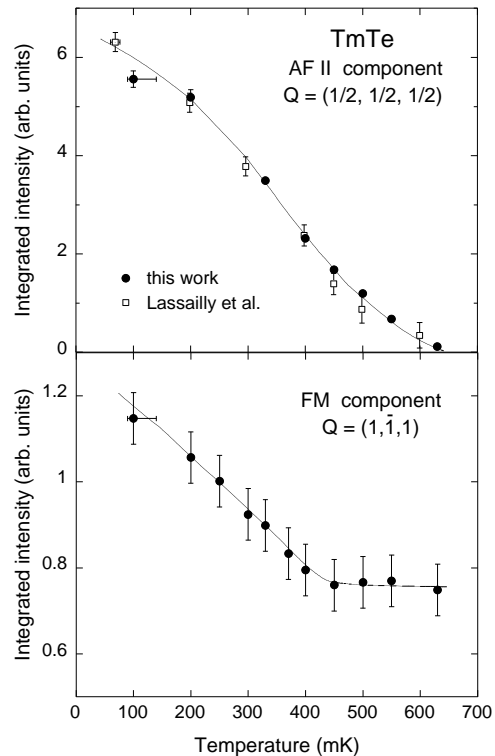 TmTe
AF II component
Q = (1/2, 1/2, 1/2)
Integrated intensity (arb. units)
6
4
2
0
this work
Lassailly et al.
FM component
Q = (1,1̄,1)
Integrated intensity (arb. units)
1.2
1
0.8
0.6
0 100 200 300 400 500 600 700
Temperature (mK)